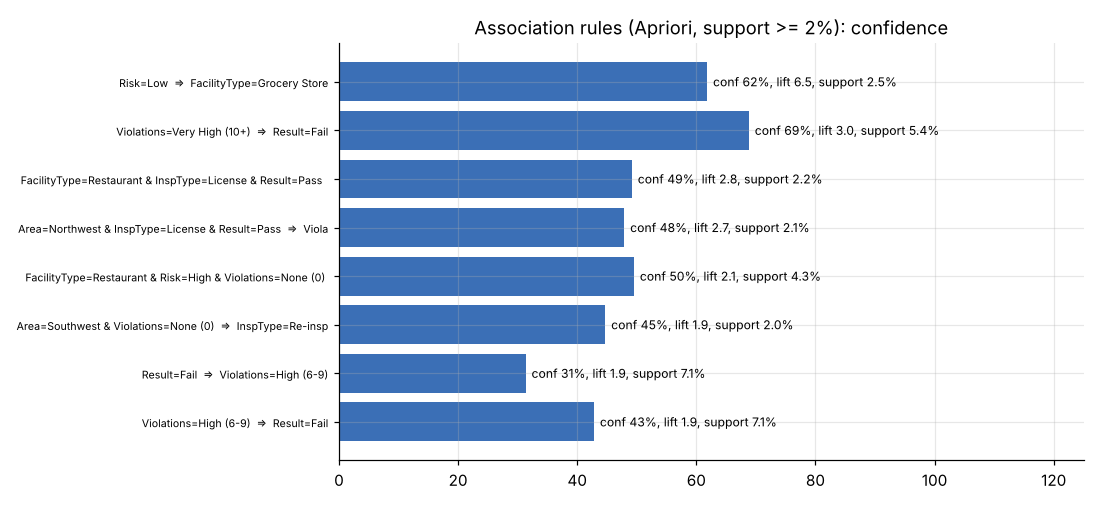 Association rules (Apriori, support >= 2%): confidence
Risk=Low ⇒ FacilityType=Grocery Store
conf 62%, lift 6.5, support 2.5%
Violations=Very High (10+) ⇒ Result=Fail
conf 69%, lift 3.0, support 5.4%
FacilityType=Restaurant & InspType=License & Result=Pass
conf 49%, lift 2.8, support 2.2%
Area=Northwest & InspType=License & Result=Pass ⇒ Viola
conf 48%, lift 2.7, support 2.1%
FacilityType=Restaurant & Risk=High & Violations=None (0)
conf 50%, lift 2.1, support 4.3%
Area=Southwest & Violations=None (0) ⇒ InspType=Re-insp
conf 45%, lift 1.9, support 2.0%
Result=Fail ⇒ Violations=High (6-9)
conf 31%, lift 1.9, support 7.1%
Violations=High (6-9) ⇒ Result=Fail
conf 43%, lift 1.9, support 7.1%
0 20 40 60 80 100 120